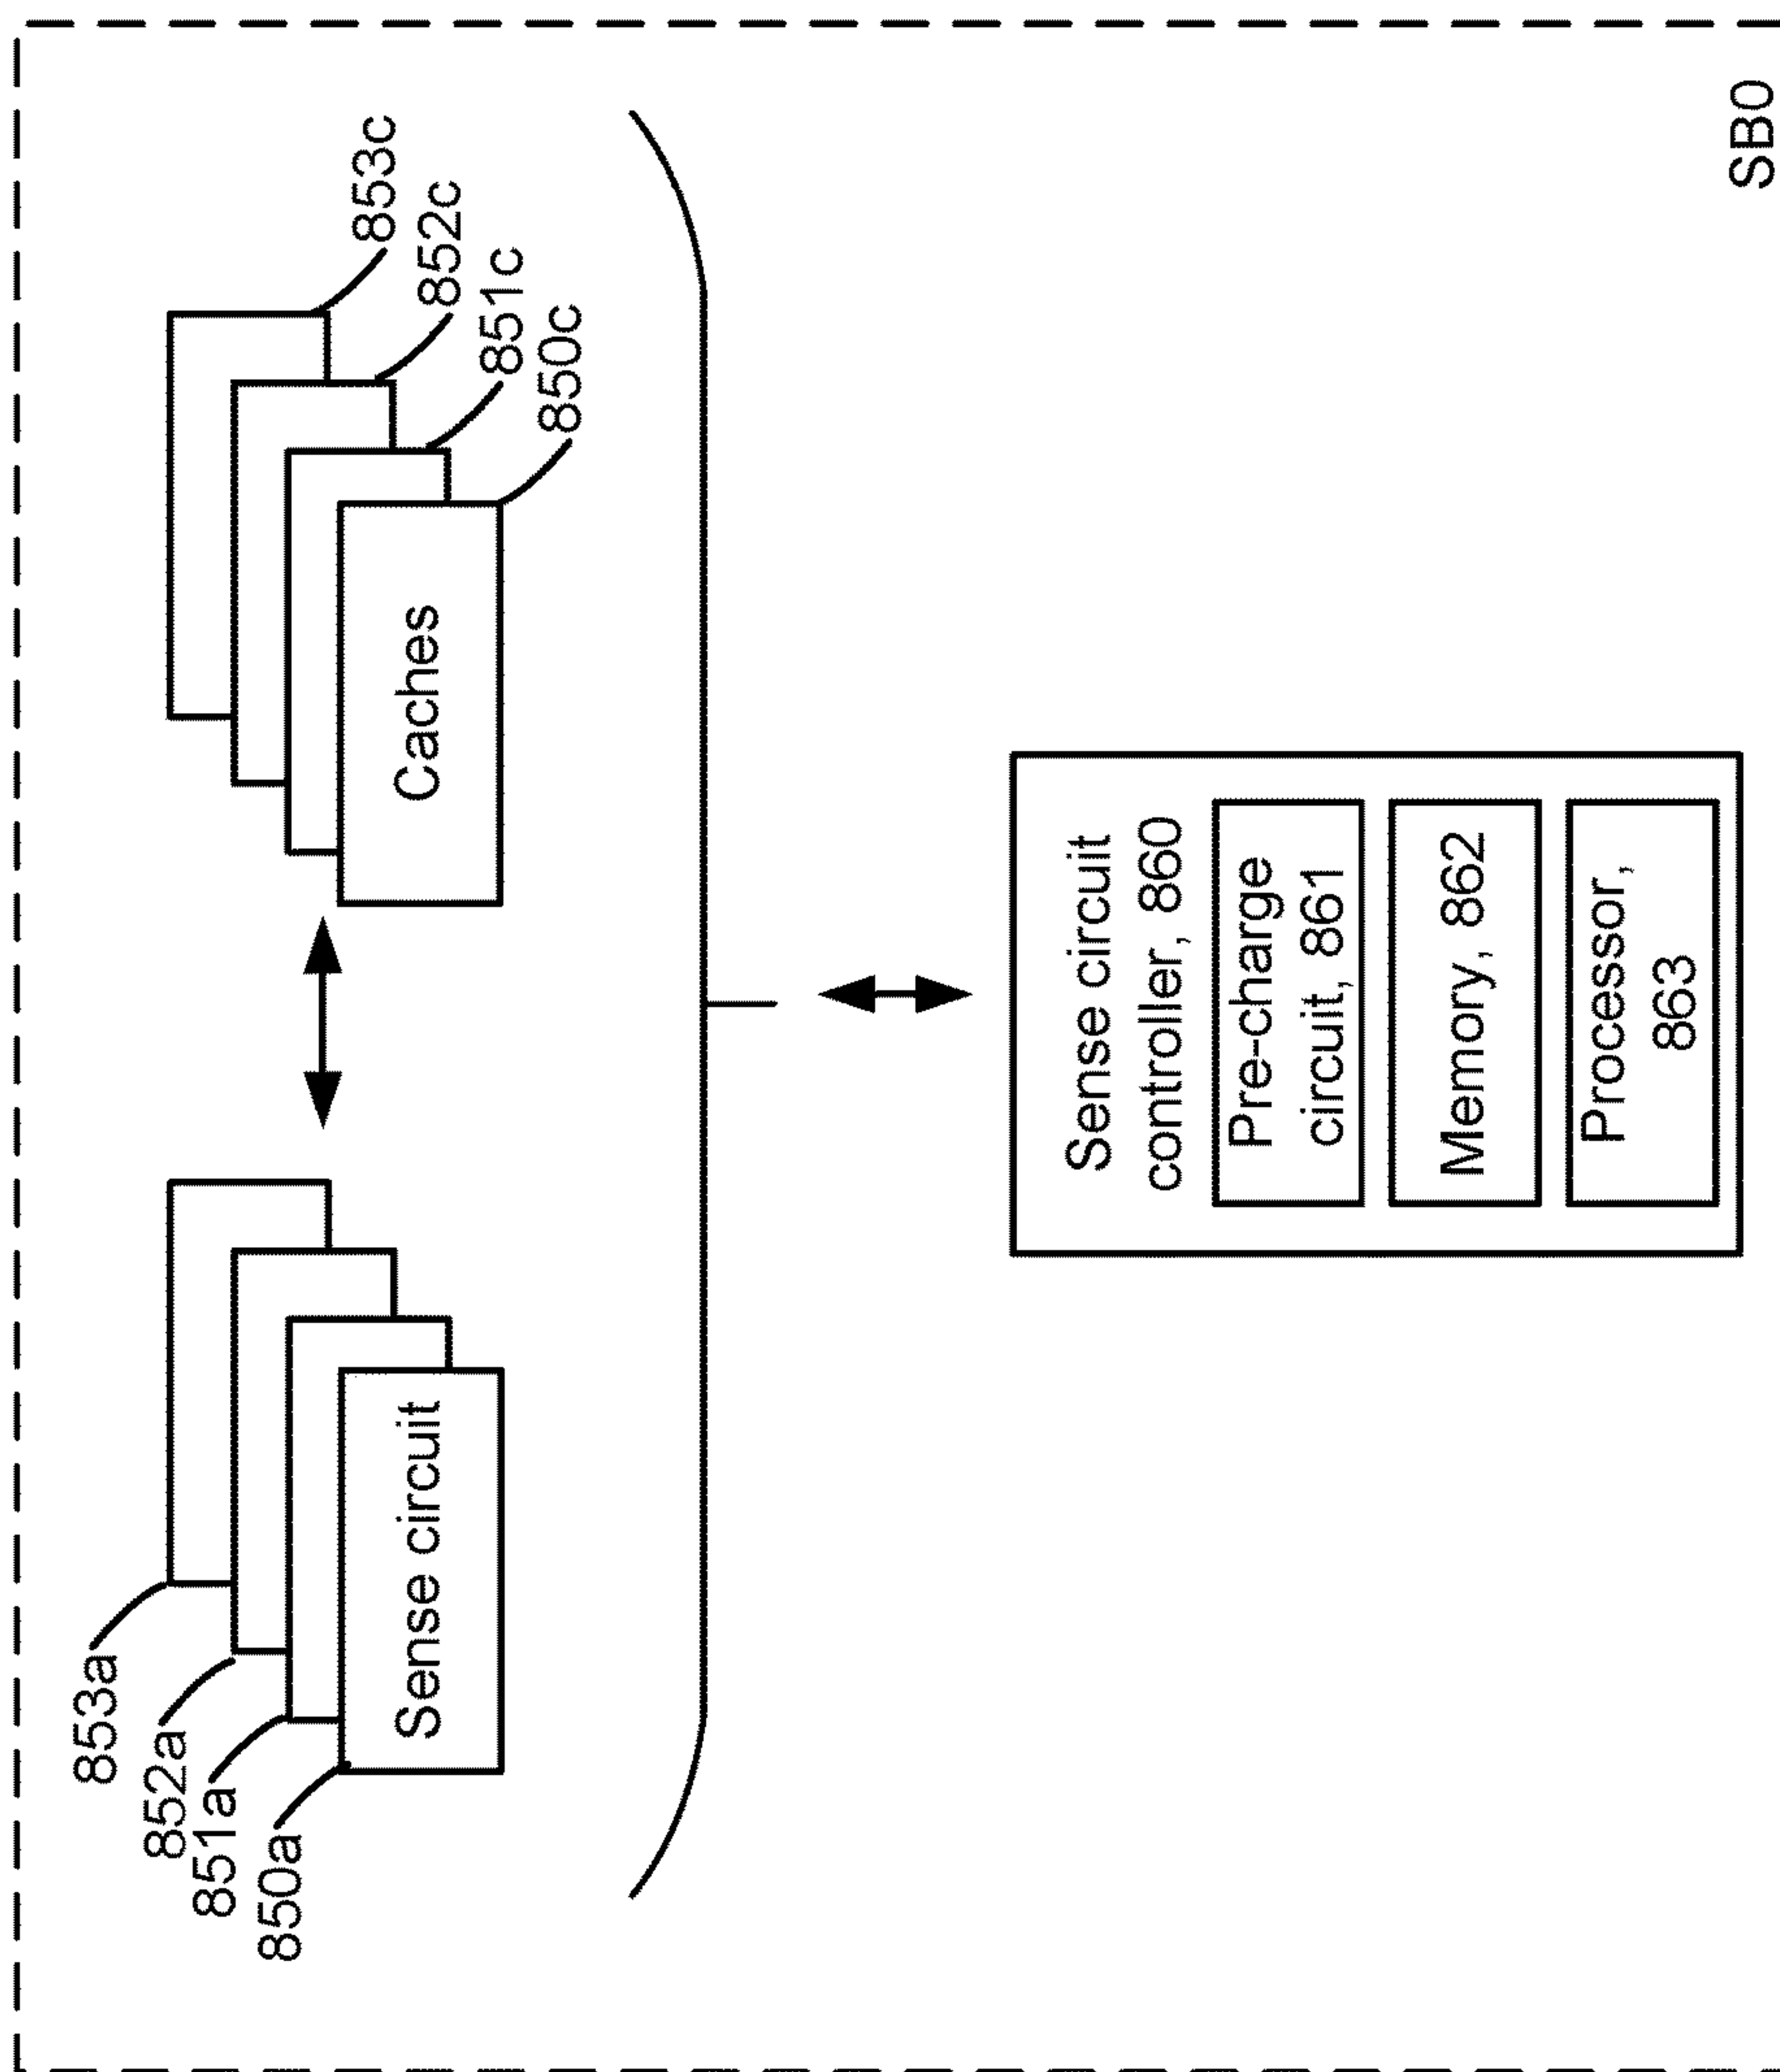 853a
852a
851a
850a
Sense circuit
853c
852c
851c
850c
Caches
Sense circuit
controller, 860
Pre-charge
circuit, 861
Memory, 862
Processor,
863
SB0